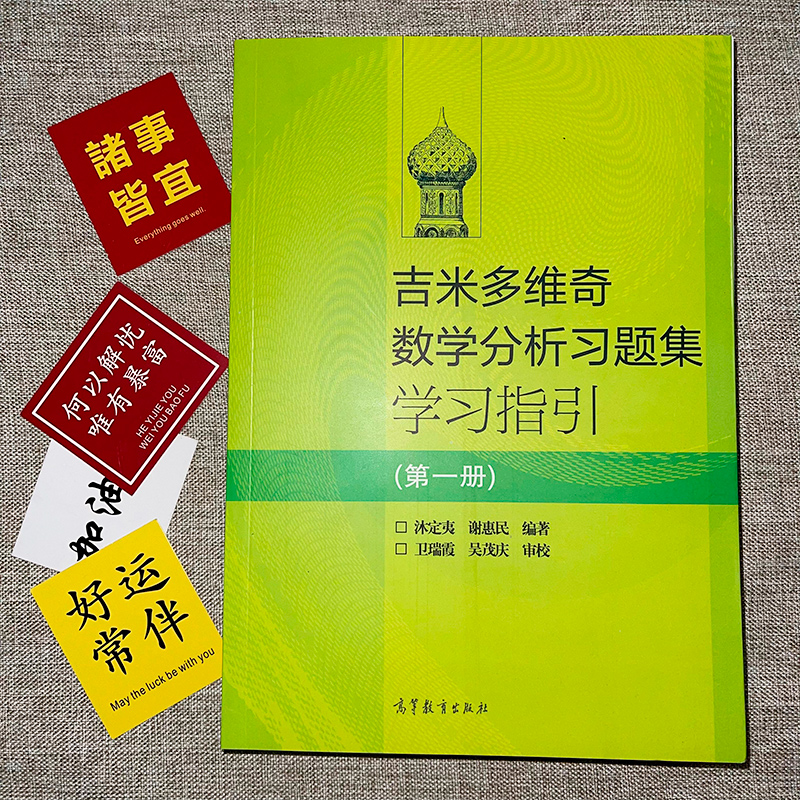 諸事
皆宜
Everything goes well.
何以解忧
唯有暴富
HE YIJIE YOU
WEI YOU BAO FU
加油
好运
常伴
May the luck be with you
吉米多维奇
数学分析习题集
学习指引
(第一册)
□ 沐定夷 谢惠民 编著
□ 卫瑞霞 吴茂庆 审校
高等教育出版社